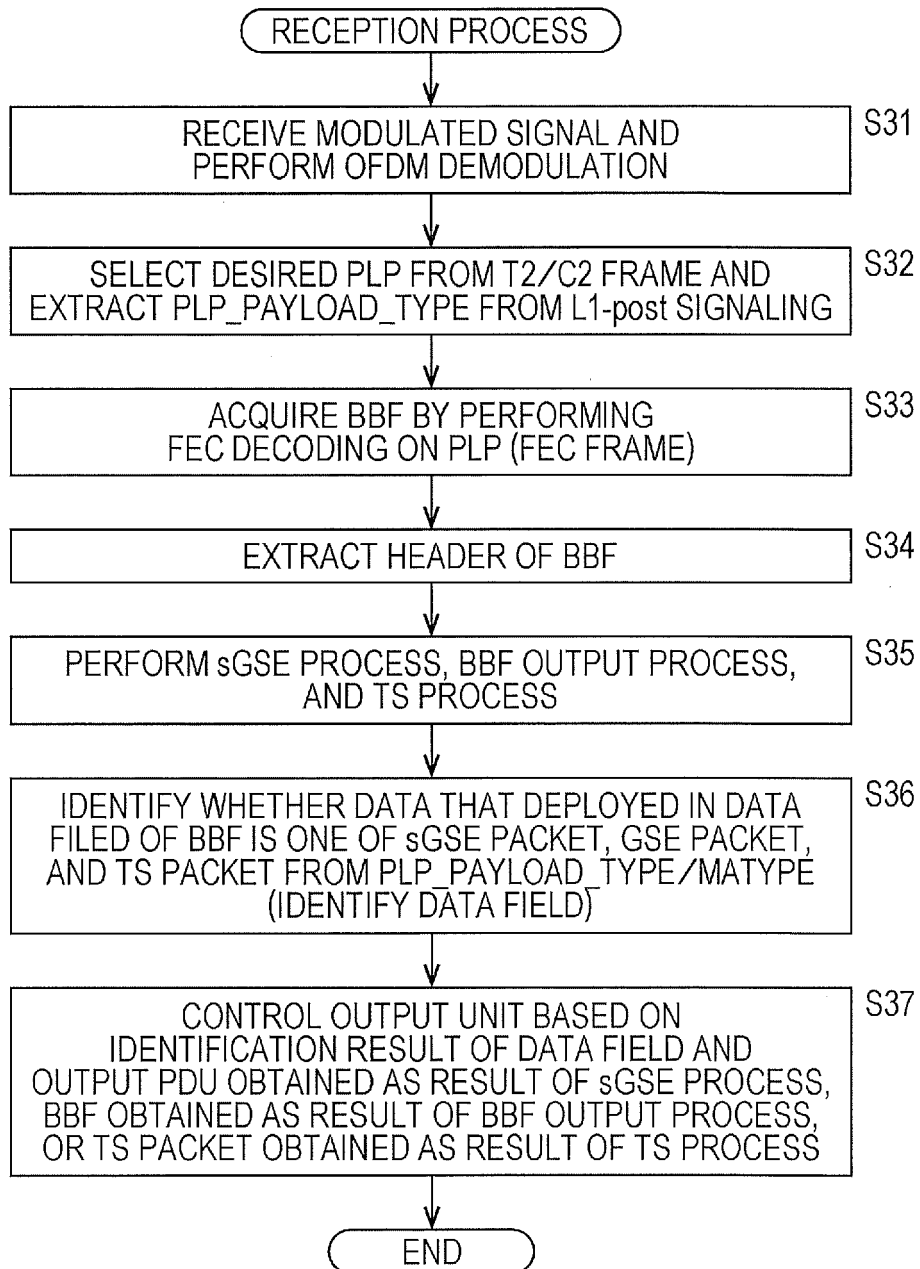 RECEPTION PROCESS
S31
RECEIVE MODULATED SIGNAL AND
PERFORM OFDM DEMODULATION
S32
SELECT DESIRED PLP FROM T2/C2 FRAME AND
EXTRACT PLP_PAYLOAD_TYPE FROM L1-post SIGNALING
S33
ACQUIRE BBF BY PERFORMING
FEC DECODING ON PLP (FEC FRAME)
S34
EXTRACT HEADER OF BBF
S35
PERFORM sGSE PROCESS, BBF OUTPUT PROCESS,
AND TS PROCESS
S36
IDENTIFY WHETHER DATA THAT DEPLOYED IN DATA
FILED OF BBF IS ONE OF sGSE PACKET, GSE PACKET,
AND TS PACKET FROM PLP_PAYLOAD_TYPE/MATYPE
(IDENTIFY DATA FIELD)
S37
CONTROL OUTPUT UNIT BASED ON
IDENTIFICATION RESULT OF DATA FIELD AND
OUTPUT PDU OBTAINED AS RESULT OF sGSE PROCESS,
BBF OBTAINED AS RESULT OF BBF OUTPUT PROCESS,
OR TS PACKET OBTAINED AS RESULT OF TS PROCESS
END